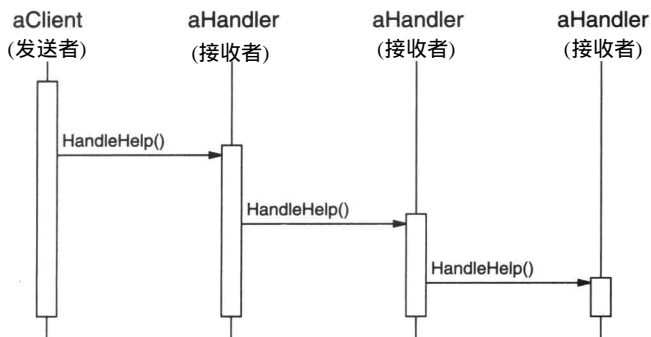 aClient aHandler aHandler aHandler
(发送者) (接收者) (接收者) (接收者)
HandleHelp()
HandleHelp()
HandleHelp()